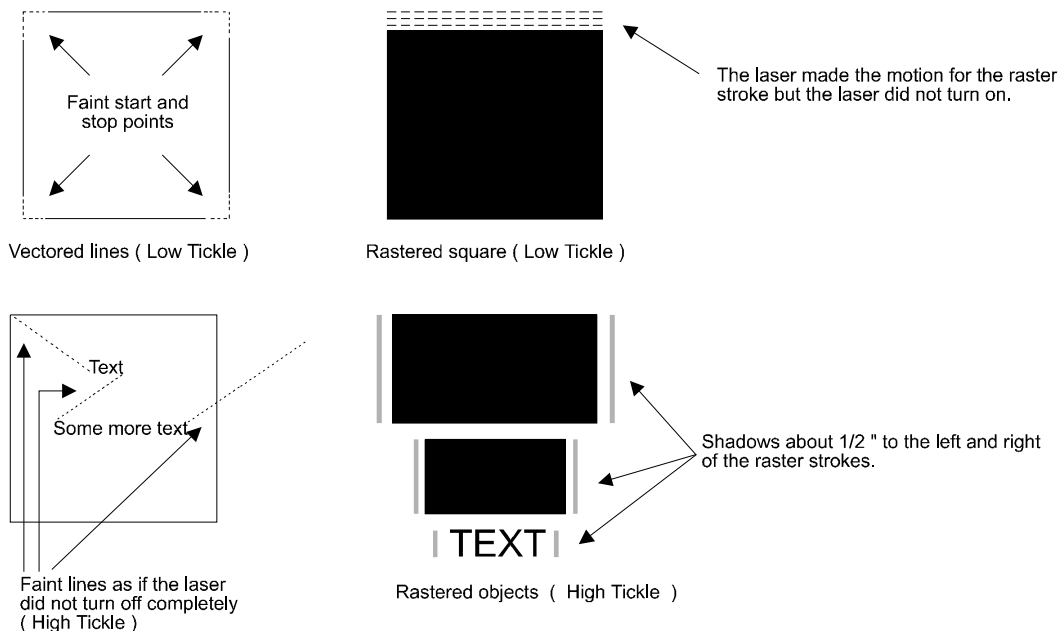 Faint start and
stop points
Vectored lines ( Low Tickle )
The laser made the motion for the raster
stroke but the laser did not turn on.
Rastered square ( Low Tickle )
Text
Some more text
Faint lines as if the laser
did not turn off completely
( High Tickle )
TEXT
Shadows about 1/2 " to the left and right
of the raster strokes.
Rastered objects ( High Tickle )